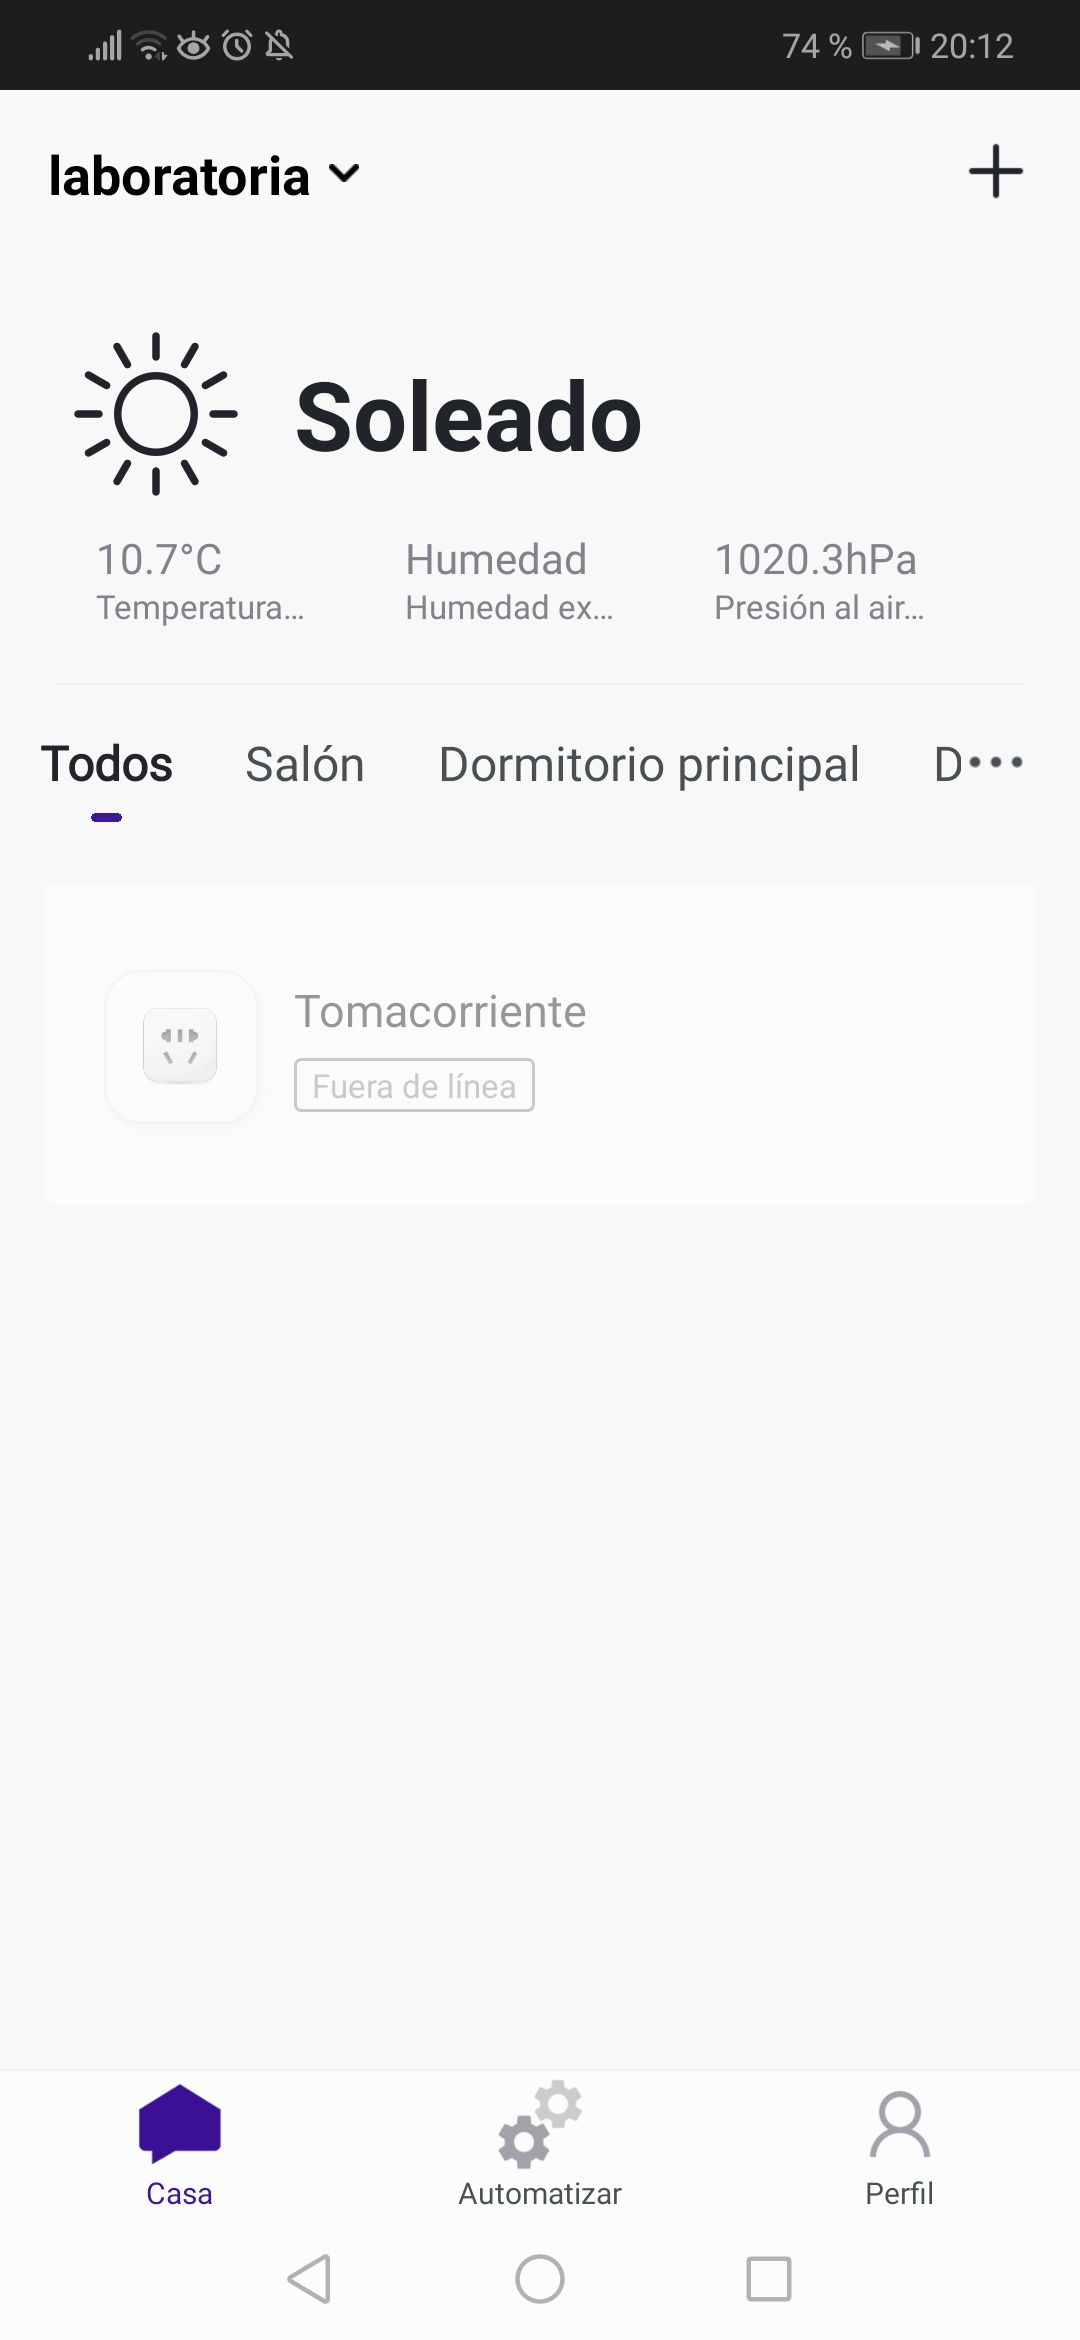 74 % 20:12
laboratoria
Soleado
10.7°C Humedad 1020.3hPa
Temperatura... Humedad ex... Presión al air...
Todos Salón Dormitorio principal D
Tomacorriente
Fuera de línea
Casa Automatizar Perfil